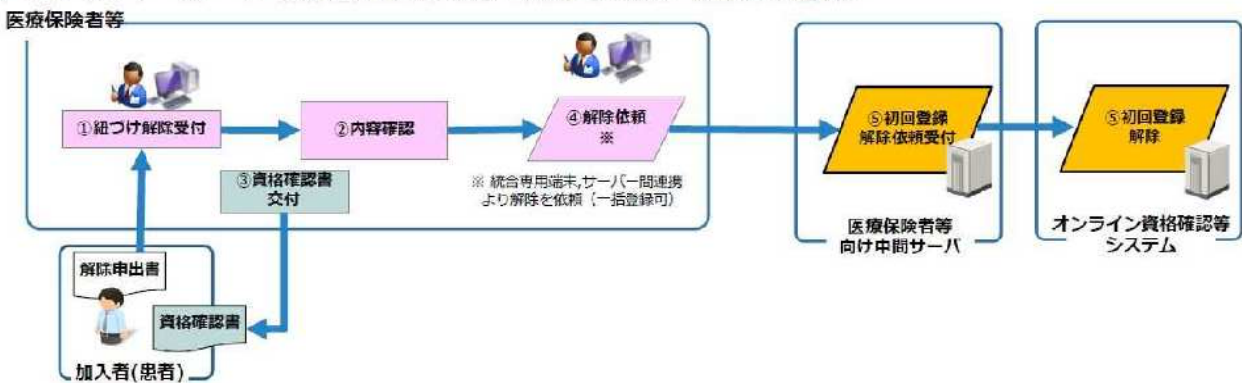 医療保険者等
①紐づけ解除受付
②内容確認
④解除依頼
※
③資格確認書
交付
※ 統合専用端末,サーバー間連携
より解除を依頼（一括登録可）
⑤初回登録
解除依頼受付
⑤初回登録
解除
医療保険者等
向け中間サーバ
オンライン資格確認等
システム
解除申出書
資格確認書
加入者(患者)